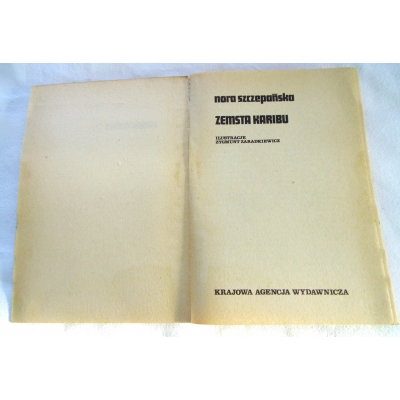 nora szczepańska
ZEMSTA KARIBU
ILUSTRACJE
ZYGMUNT ZARADKIEWICZ
KRAJOWA AGENCJA WYDAWNICZA